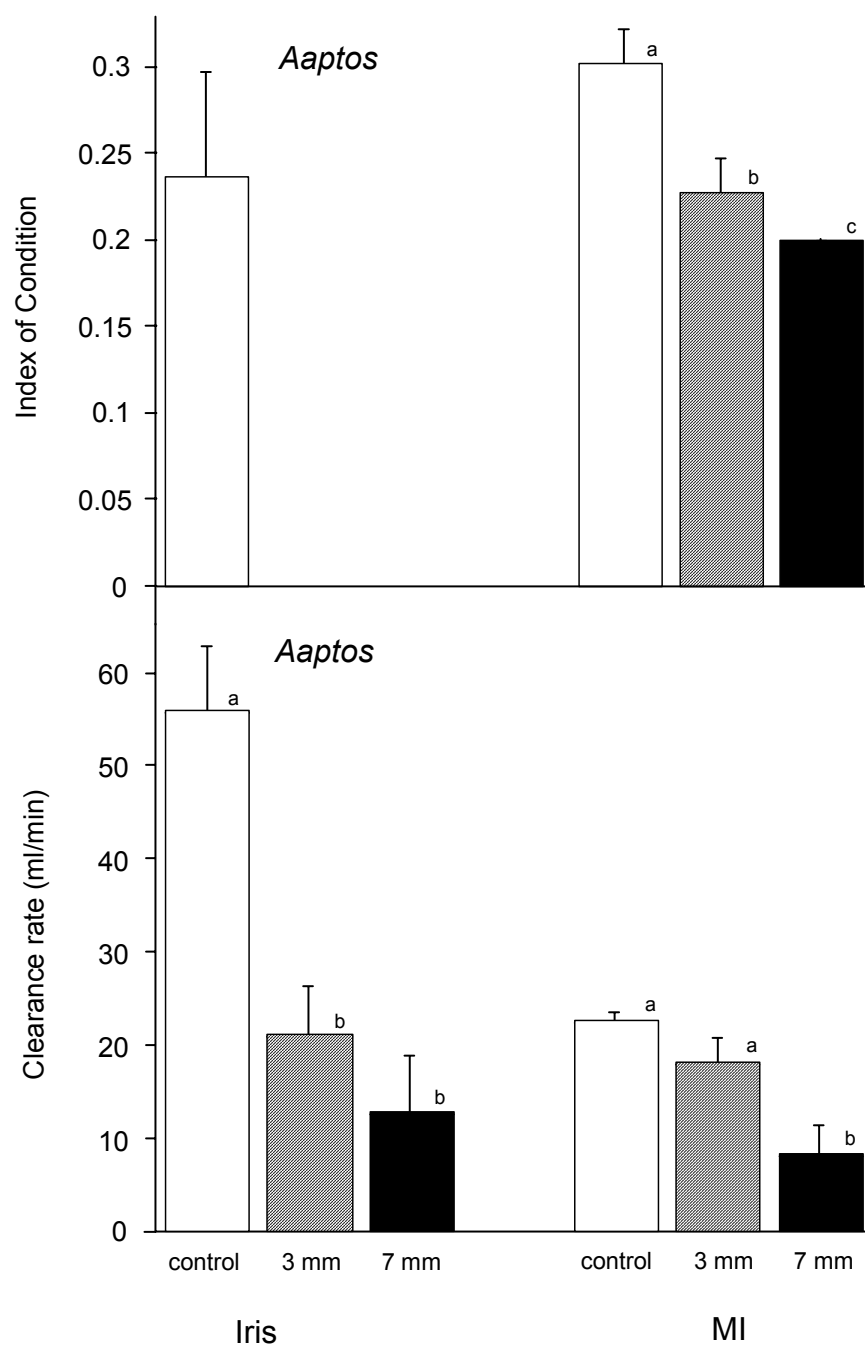 Aaptos
Index of Condition
0.3
0.25
0.2
0.15
0.1
0.05
0
a
b
c
Aaptos
Clearance rate (ml/min)
60
50
40
30
20
10
0
a
b
b
a
a
b
control 3 mm 7 mm control 3 mm 7 mm
Iris MI